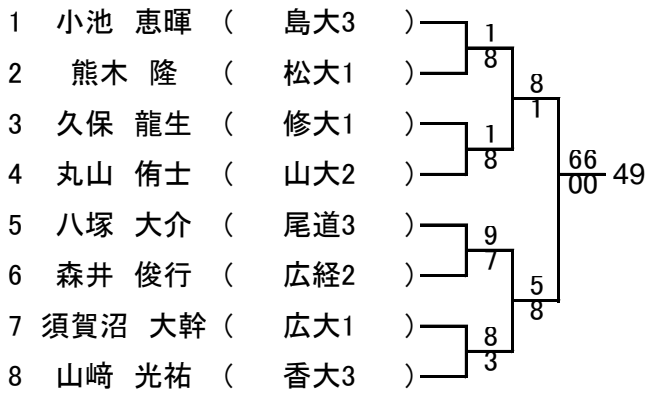 1 小池 恵暉 ( 島大3 )
2 熊木 隆 ( 松大1 )
3 久保 龍生 ( 修大1 )
4 丸山 侑士 ( 山大2 )
5 八塚 大介 ( 尾道3 )
6 森井 俊行 ( 広経2 )
7 須賀沼 大幹 ( 広大1 )
8 山﨑 光祐 ( 香大3 )
1
8
8
1
1
8
66
00
49
9
7
5
8
8
3